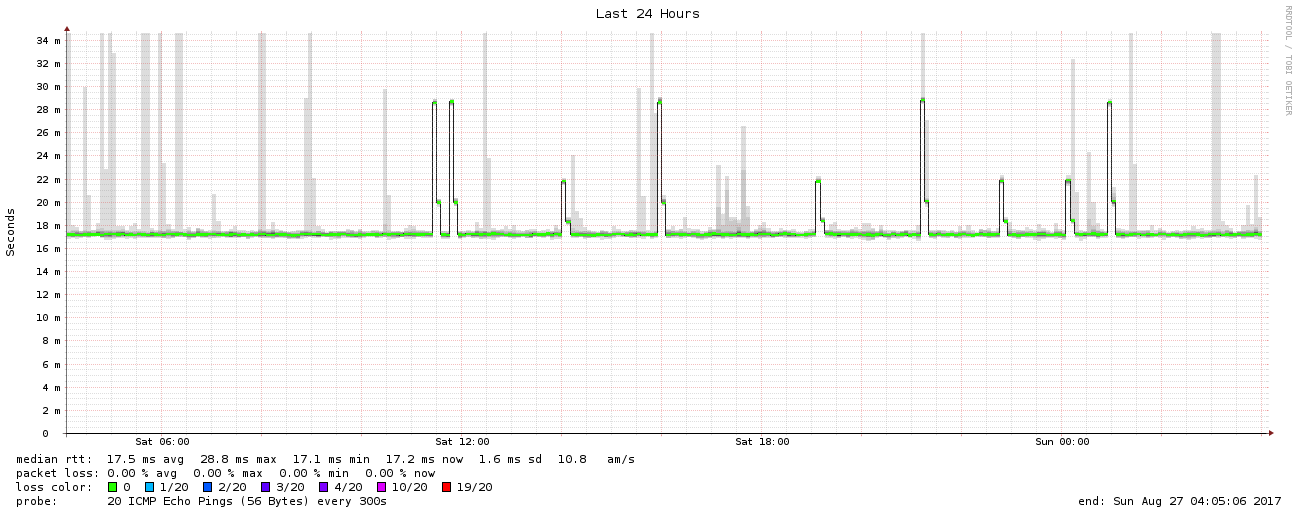 Last 24 Hours
RRDTOOL / TOBI OETIKER
Seconds
34 m
32 m
30 m
28 m
26 m
24 m
22 m
20 m
18 m
16 m
14 m
12 m
10 m
8 m
6 m
4 m
2 m
0
Sat 06:00 Sat 12:00 Sat 18:00 Sun 00:00
median rtt: 17.5 ms avg 28.8 ms max 17.1 ms min 17.2 ms now 1.6 ms sd 10.8 am/s
packet loss: 0.00 % avg 0.00 % max 0.00 % min 0.00 % now
loss color: 0 1/20 2/20 3/20 4/20 10/20 19/20
probe: 20 ICMP Echo Pings (56 Bytes) every 300s end: Sun Aug 27 04:05:06 2017